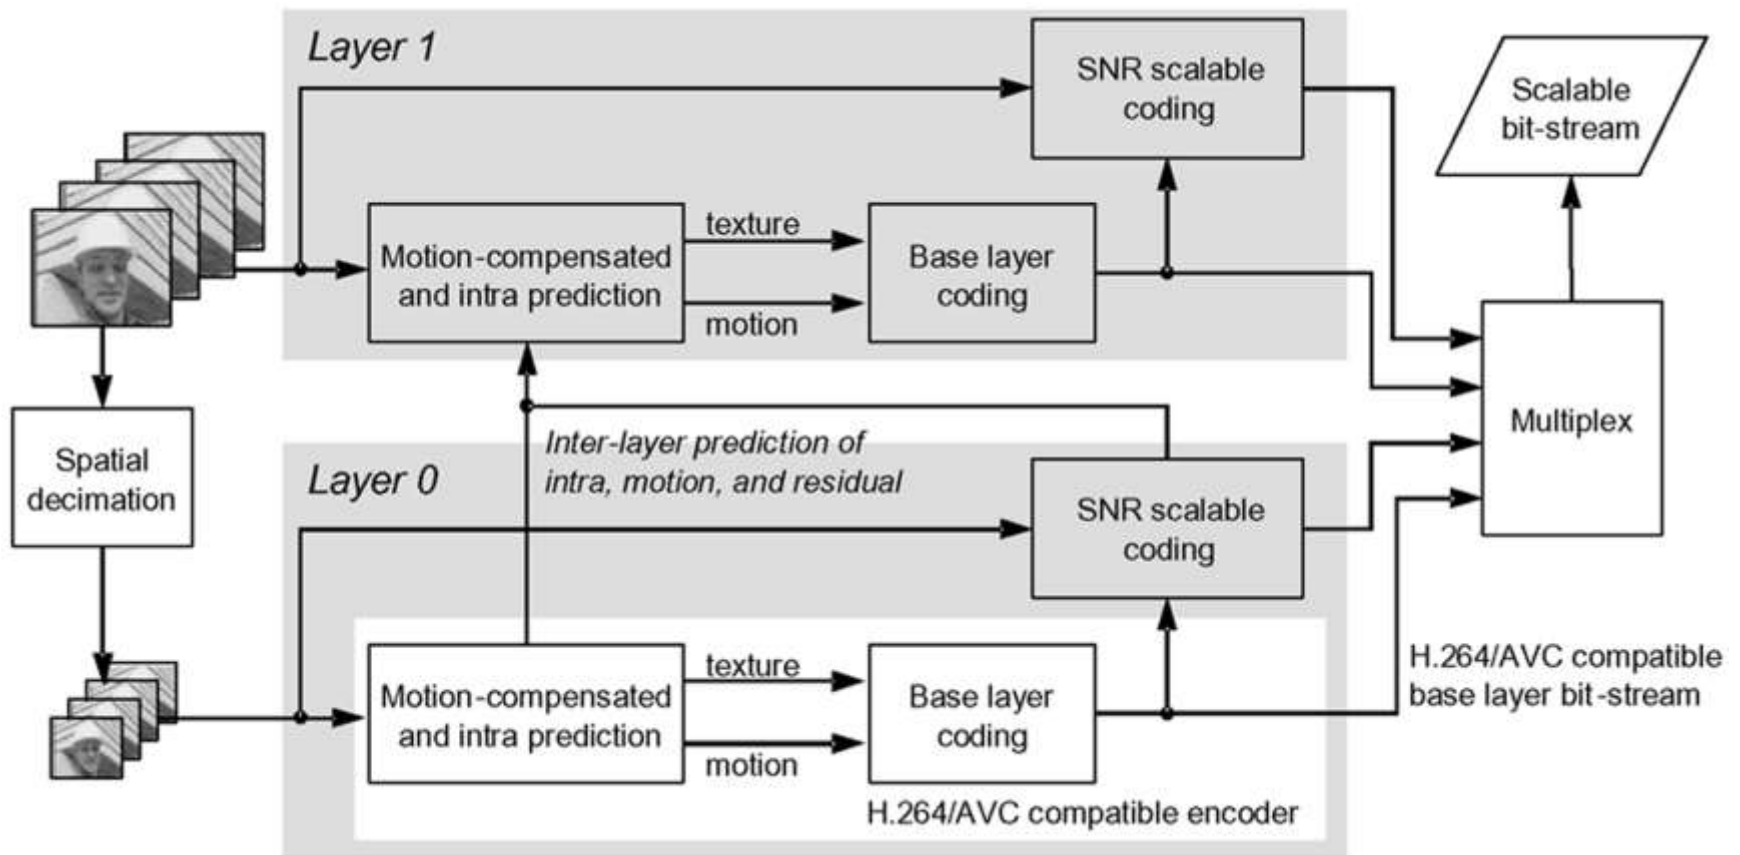 Layer 1
SNR scalable
coding
Scalable
bit-stream
Motion-compensated
and intra prediction
texture
motion
Base layer
coding
Spatial
decimation
Inter-layer prediction of
intra, motion, and residual
Multiplex
Layer 0
SNR scalable
coding
Motion-compensated
and intra prediction
texture
motion
Base layer
coding
H.264/AVC compatible
base layer bit-stream
H.264/AVC compatible encoder